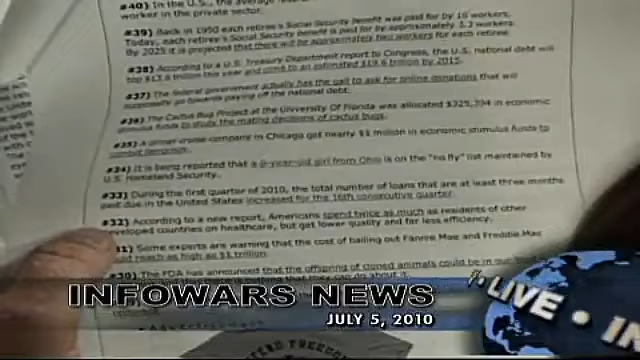 #40) In the U.S., the average
worker in the private sector.
#39) Back in 1950 each retiree's Social Security benefit was paid for by 16 workers.
Today, each retiree's Social Security benefit is paid for by approximately 3.3 workers.
By 2025 it is projected that there will be approximately two workers for each retiree.
#38) According to a U.S. Treasury Department report to Congress, the U.S. national debt will
top $13.6 trillion this year and climb to an estimated $19.6 trillion by 2015.
#37) The federal government actually has the gall to ask for online donations that will
supposedly go towards paying off the national debt.
#36) The Cactus Bug Project at the University Of Florida was allocated $325,394 in economic
stimulus funds to study the mating decisions of cactus bugs.
#35) A dinner cruise company in Chicago got nearly $1 million in economic stimulus funds to
combat terrorism.
#34) It is being reported that a 6-year-old girl from Ohio is on the "no fly" list maintained by
U.S. Homeland Security.
#33) During the first quarter of 2010, the total number of loans that are at least three months
past due in the United States increased for the 16th consecutive quarter.
#32) According to a new report, Americans spend twice as much as residents of other
developed countries on healthcare, but get lower quality and far less efficiency.
31) Some experts are warning that the cost of bailing out Fannie Mae and Freddie Mac
could reach as high as $1 trillion.
#30) The FDA has announced that the offspring of cloned animals could be in our
that they can do about it.
INFOWARS NEWS
JULY 5, 2010
LIVE • IN